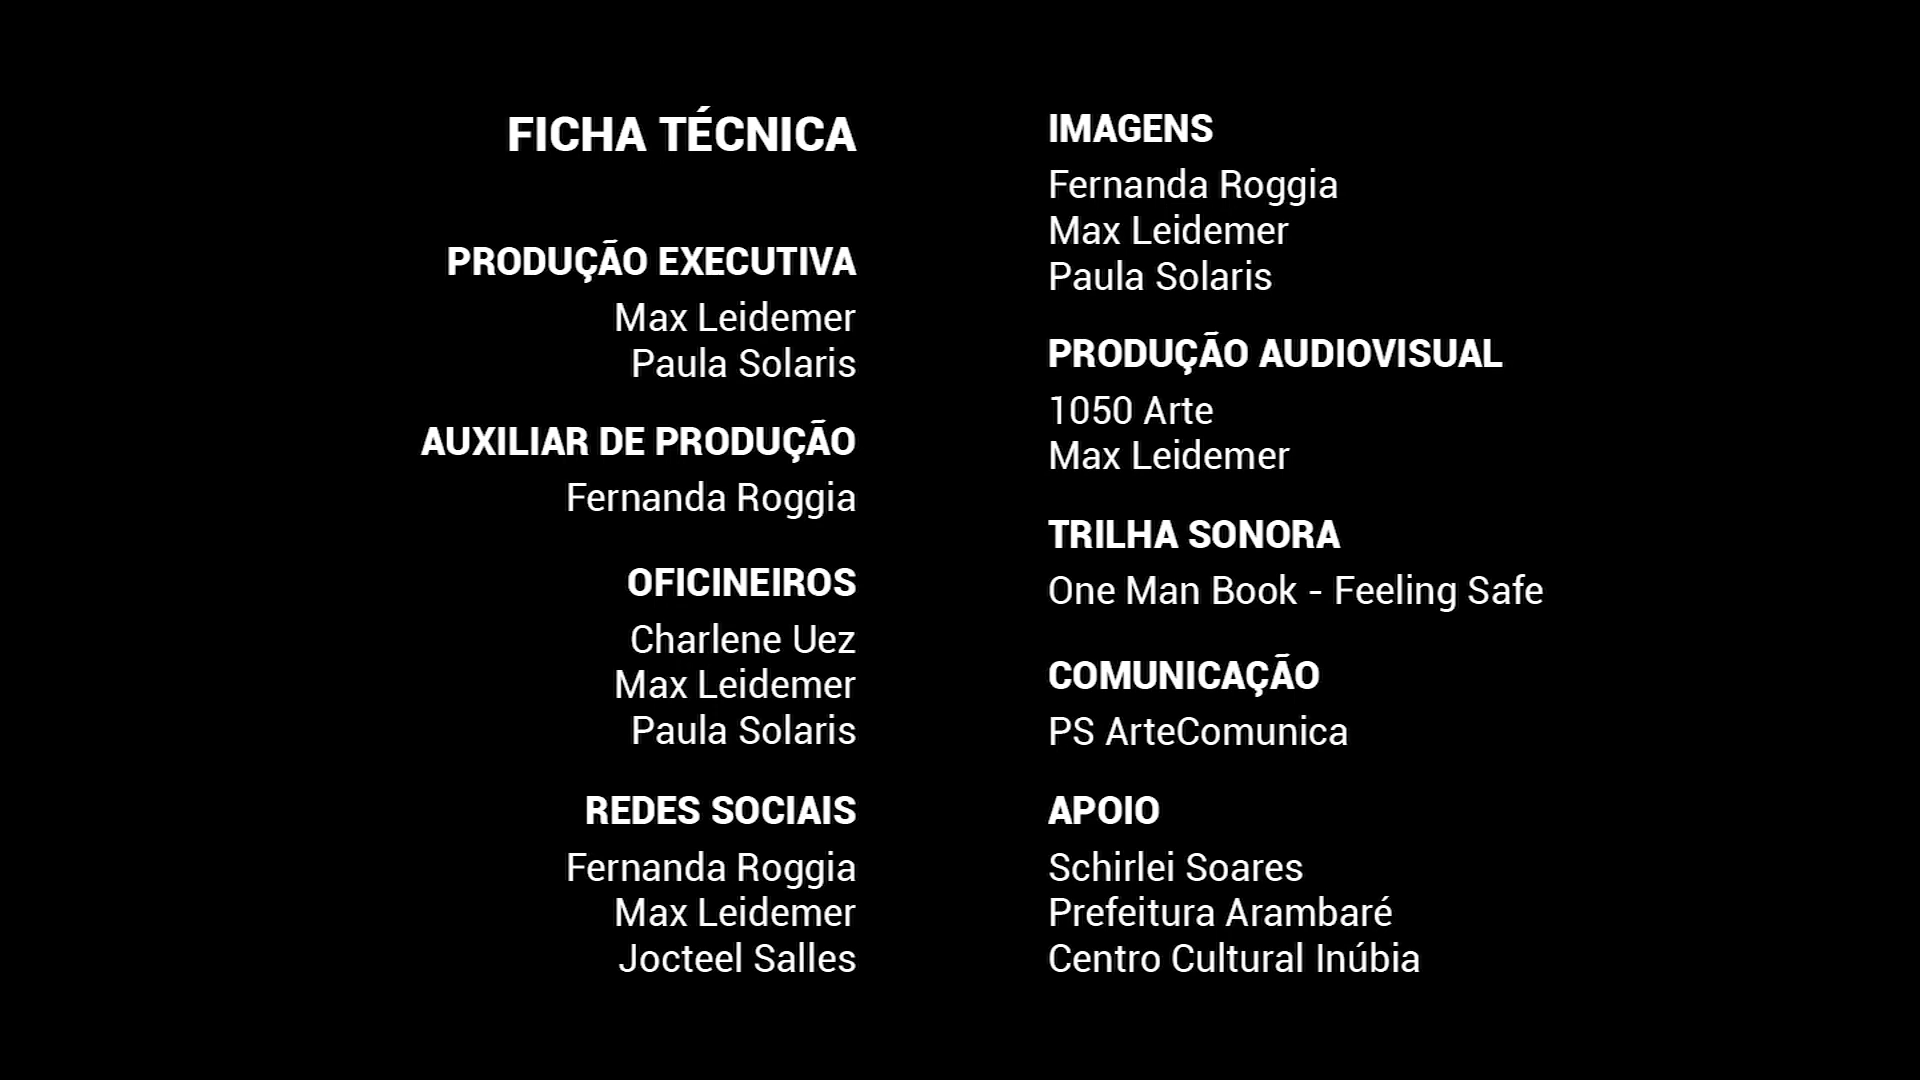 FICHA TÉCNICA
PRODUÇÃO EXECUTIVA
Max Leidemer
Paula Solaris
AUXILIAR DE PRODUÇÃO
Fernanda Roggia
OFICINEIROS
Charlene Uez
Max Leidemer
Paula Solaris
REDES SOCIAIS
Fernanda Roggia
Max Leidemer
Jocteel Salles
IMAGENS
Fernanda Roggia
Max Leidemer
Paula Solaris
PRODUÇÃO AUDIOVISUAL
1050 Arte
Max Leidemer
TRILHA SONORA
One Man Book - Feeling Safe
COMUNICAÇÃO
PS ArteComunica
APOIO
Schirlei Soares
Prefeitura Arambaré
Centro Cultural Inúbia